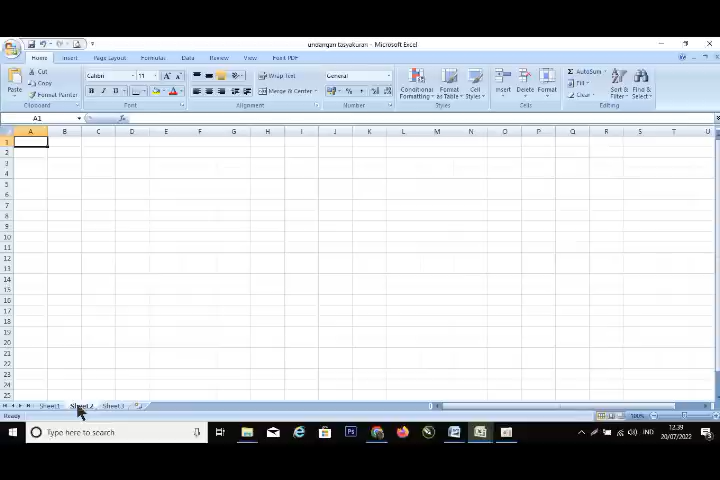 undangan tasyakuran - Microsoft Excel
Home Insert Page Layout Formulas Data Review View Foxit PDF
Paste Cut Copy Format Painter Clipboard
Calibri 11 B I U Font
Wrap Text Merge & Center Alignment
General % Number
Conditional Formatting Format as Table Cell Styles Styles
Insert Delete Format Cells
AutoSum Fill Clear Sort & Filter Find & Select Editing
A1 fx
A B C D E F G H I J K L M N O P Q R S T U
1
2
3
4
5
6
7
8
9
10
11
12
13
14
15
16
17
18
19
20
21
22
23
24
25
Sheet1 Sheet2 Sheet3
Ready 100%
Type here to search Ps IND 12.39
20/07/2022